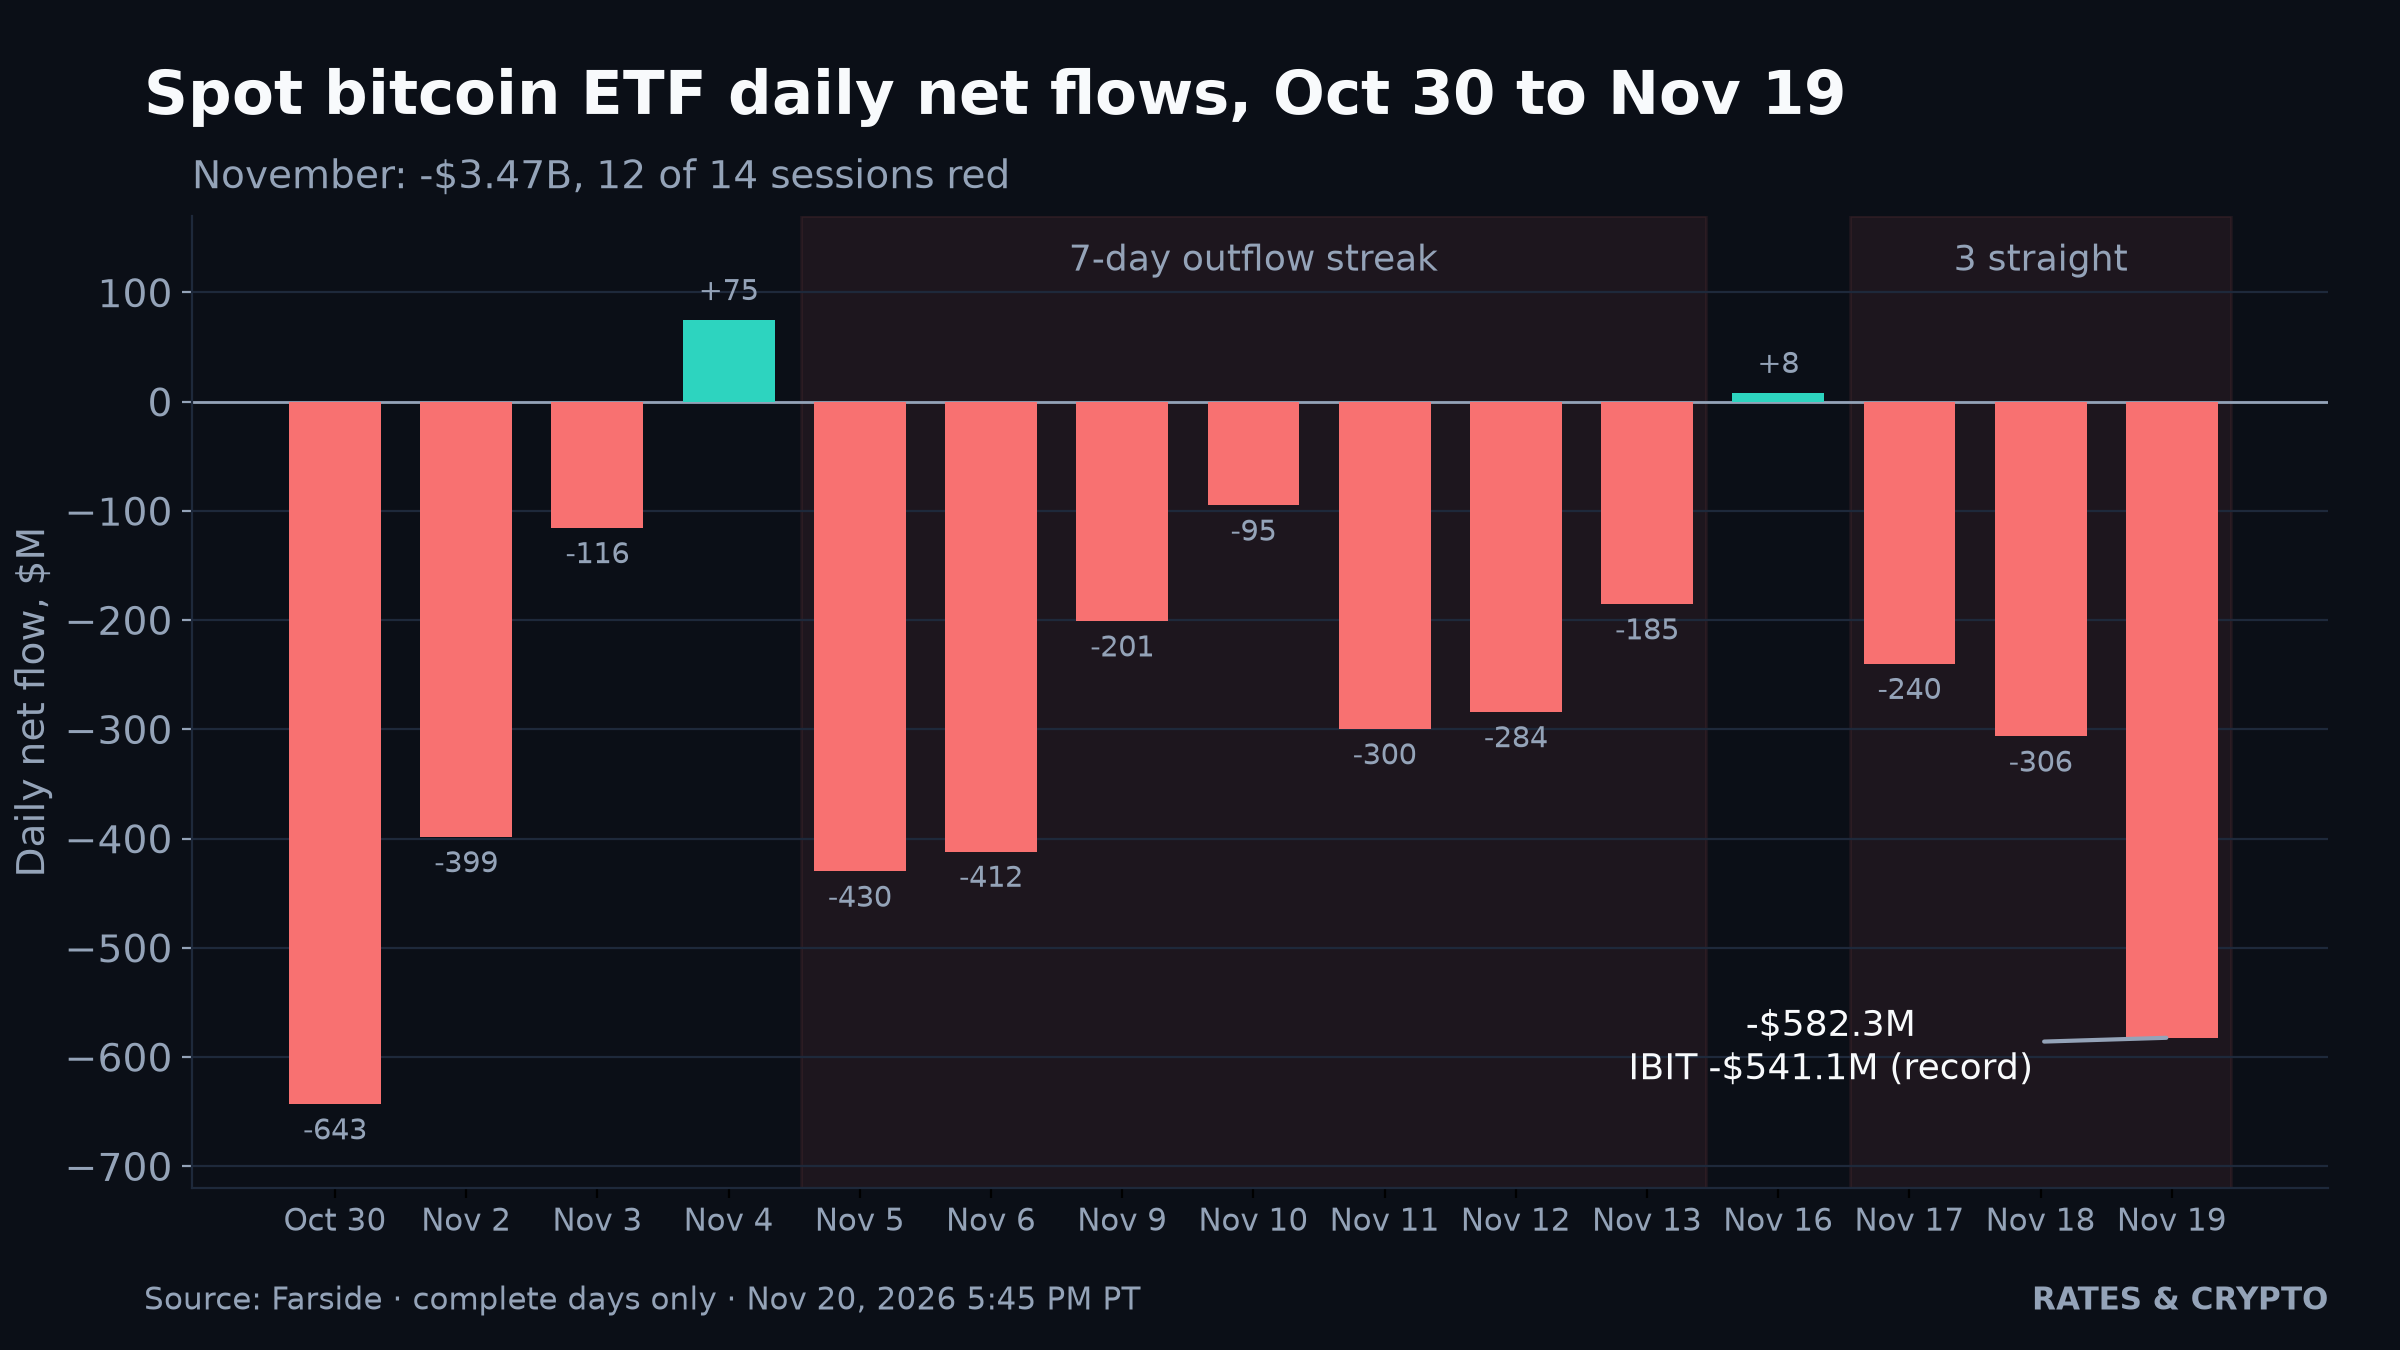 Spot bitcoin ETF daily net flows, Oct 30 to Nov 19
November: -$3.47B, 12 of 14 sessions red
7-day outflow streak
3 straight
Daily net flow, $M
100
0
−100
−200
−300
−400
−500
−600
−700
-643
-399
-116
+75
-430
-412
-201
-95
-300
-284
-185
+8
-240
-306
-$582.3M
IBIT -$541.1M (record)
Oct 30
Nov 2
Nov 3
Nov 4
Nov 5
Nov 6
Nov 9
Nov 10
Nov 11
Nov 12
Nov 13
Nov 16
Nov 17
Nov 18
Nov 19
Source: Farside · complete days only · Nov 20, 2026 5:45 PM PT
RATES & CRYPTO